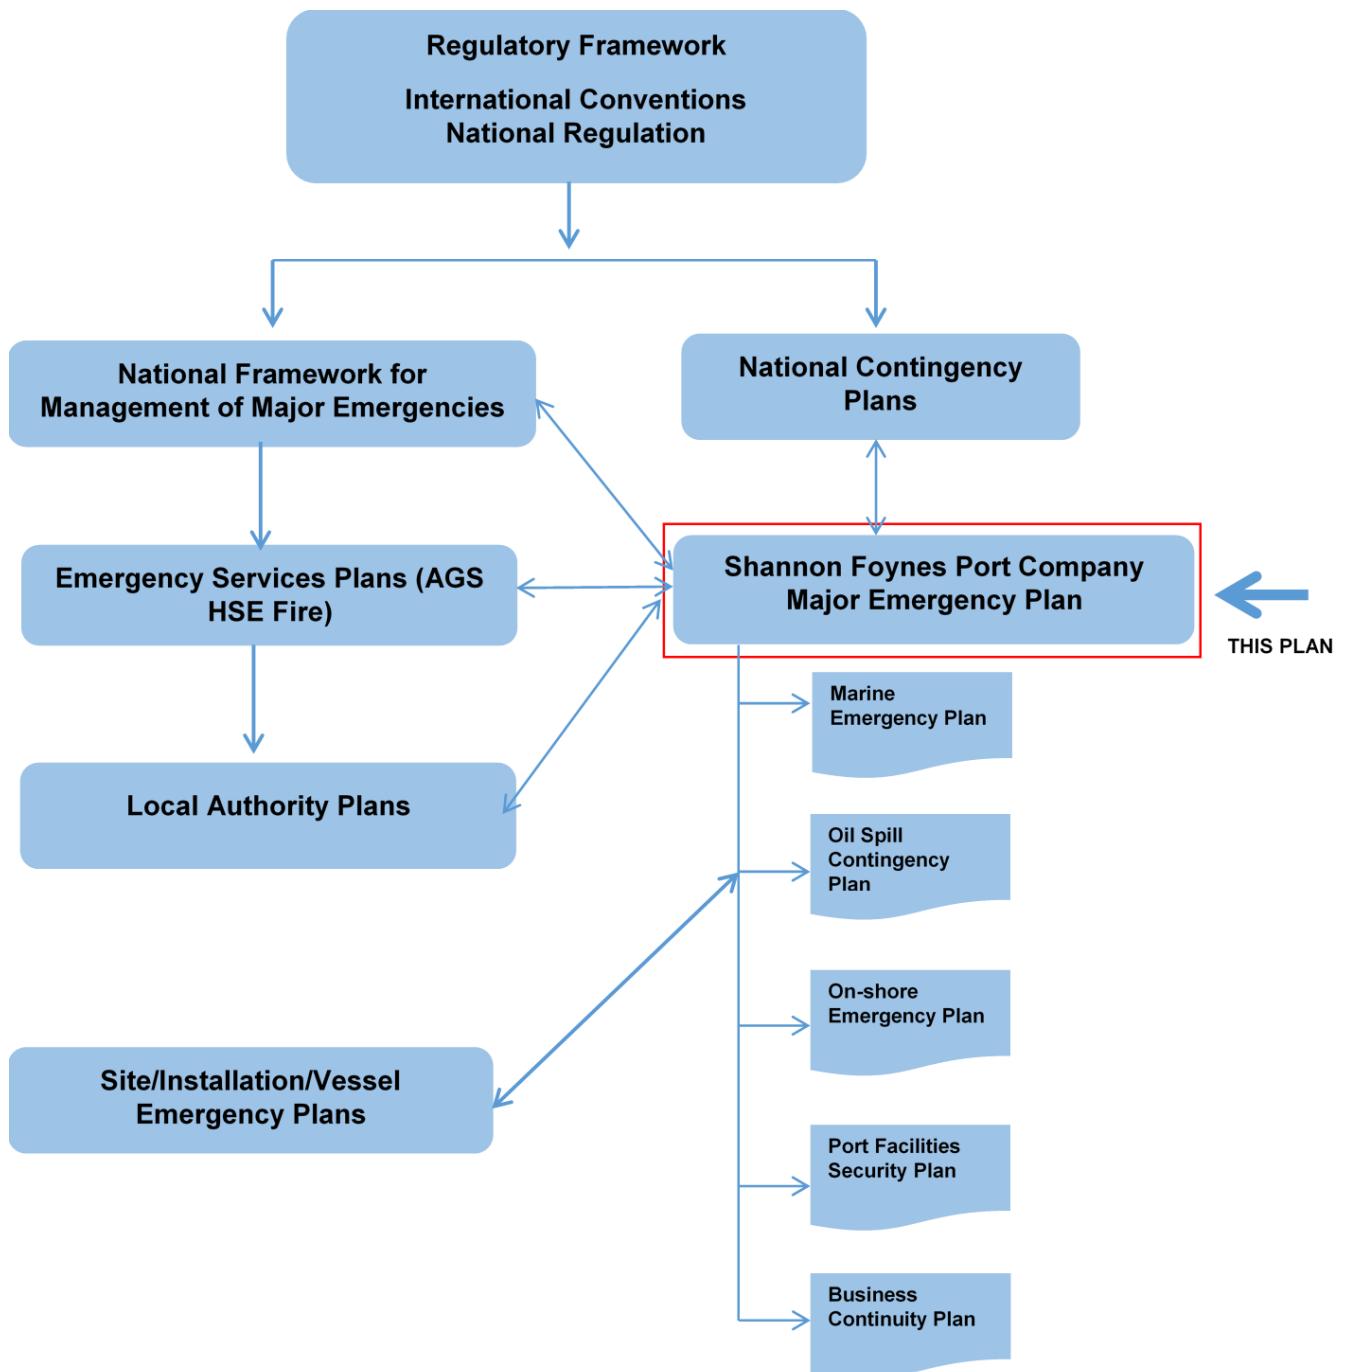 Regulatory Framework
International Conventions
National Regulation
National Framework for
Management of Major Emergencies
National Contingency
Plans
Emergency Services Plans (AGS
HSE Fire)
Shannon Foynes Port Company
Major Emergency Plan
THIS PLAN
Marine
Emergency Plan
Local Authority Plans
Oil Spill
Contingency
Plan
On-shore
Emergency Plan
Site/Installation/Vessel
Emergency Plans
Port Facilities
Security Plan
Business
Continuity Plan